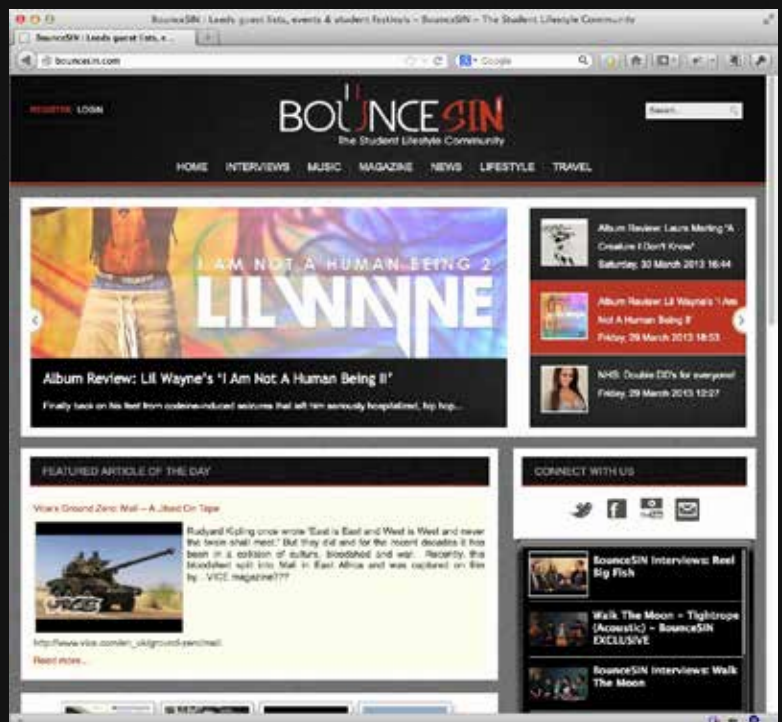 BounceSIN | Leeds guest lists, events & student festivals – BounceSIN – The Student Lifestyle Community
BounceSIN | Leeds guest lists, e...
bouncesin.com
Google
REGISTER LOGIN
BOUNCESIN
The Student Lifestyle Community
Search...
HOME INTERVIEWS MUSIC MAGAZINE NEWS LIFESTYLE TRAVEL
I AM NOT A HUMAN BEING 2
LIL WAYNE
Album Review: Lil Wayne's 'I Am Not A Human Being II'
Finally back on his feet from codeine-induced seizures that left him seriously hospitalized, hip hop...
Album Review: Laura Marling "A
Creature I Don't Know"
Saturday, 30 March 2013 16:44
Album Review: Lil Wayne's 'I Am
Not A Human Being II'
Friday, 29 March 2013 18:53
NHS: Double DD's for everyone!
Friday, 29 March 2013 12:27
FEATURED ARTICLE OF THE DAY
Vice's Ground Zero: Mali – A Jihad On Tape
Rudyard Kipling once wrote 'East is East and West is West and never
the twain shall meet.' But they did and for the recent decades it has
been in a collision of culture, bloodshed and war. Recently, this
bloodshed spilt into Mali in East Africa and was captured on film
by... VICE magazine???
VICE
http://www.vice.com/en_uk/ground-zero/mali
Read more...
CONNECT WITH US
BounceSIN Interviews: Reel
Big Fish
Walk The Moon – Tightrope
(Acoustic) – BounceSIN
EXCLUSIVE
BounceSIN Interviews: Walk
The Moon